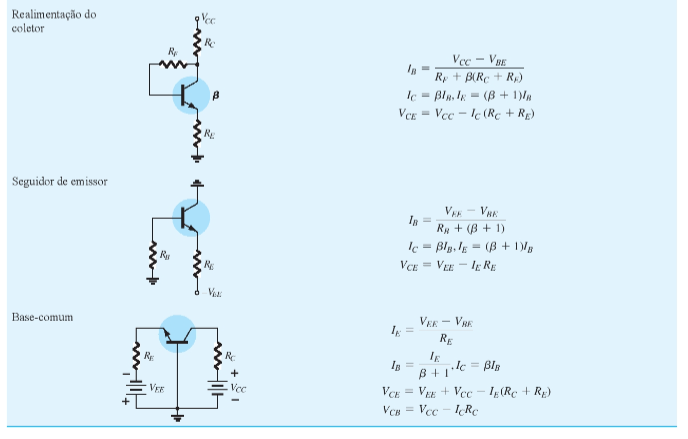 Realimentação do
coletor
V_CC
R_C
R_F
β
R_E
I_B = (V_CC − V_BE) / (R_F + β(R_C + R_E))
I_C = βI_B, I_E = (β + 1)I_B
V_CE = V_CC − I_C (R_C + R_E)
Seguidor de emissor
R_B
R_E
− V_EE
I_B = (V_EE − V_BE) / (R_B + (β + 1))
I_C = βI_B, I_E = (β + 1)I_B
V_CE = V_EE − I_E R_E
Base-comum
R_E
R_C
−
+
V_EE
V_CC
+
−
I_E = (V_EE − V_BE) / R_E
I_B = I_E / (β + 1), I_C = βI_B
V_CE = V_EE + V_CC − I_E(R_C + R_E)
V_CB = V_CC − I_C R_C